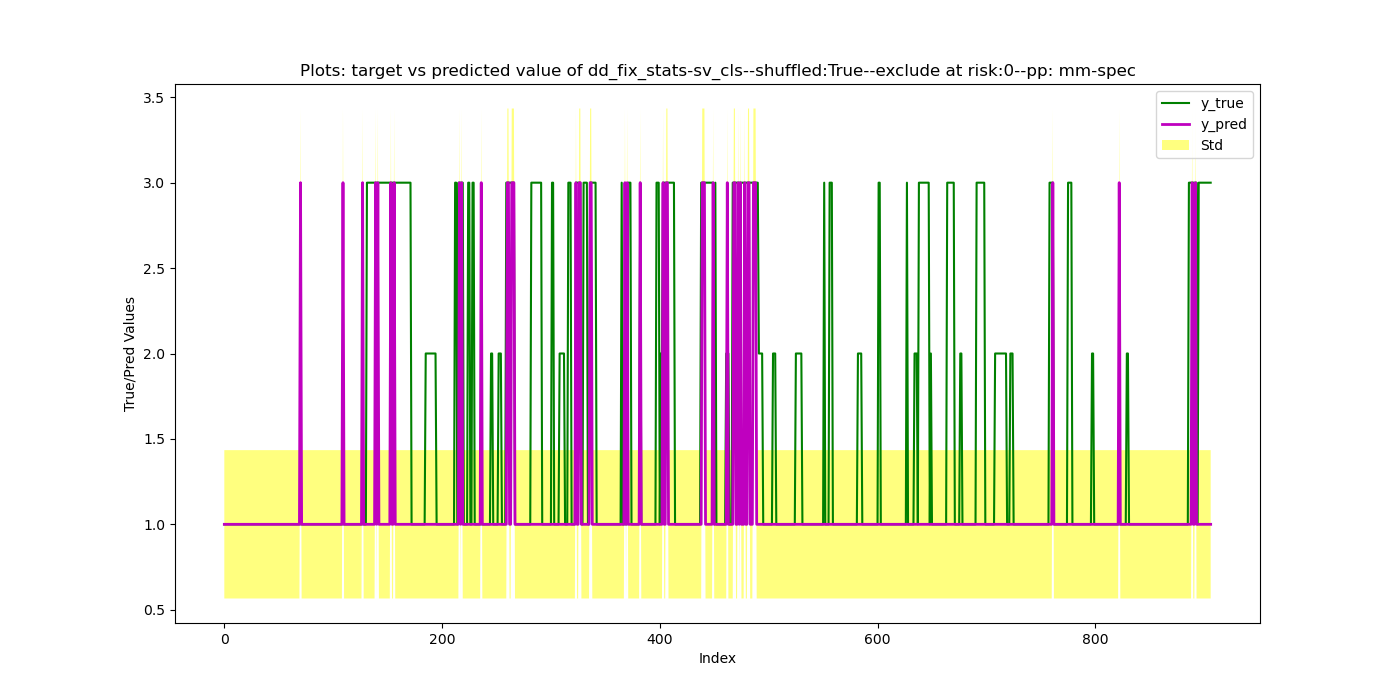 Plots: target vs predicted value of dd_fix_stats-sv_cls--shuffled:True--exclude at risk:0--pp: mm-spec
y_true
y_pred
Std
True/Pred Values
3.5
3.0
2.5
2.0
1.5
1.0
0.5
0
200
400
600
800
Index